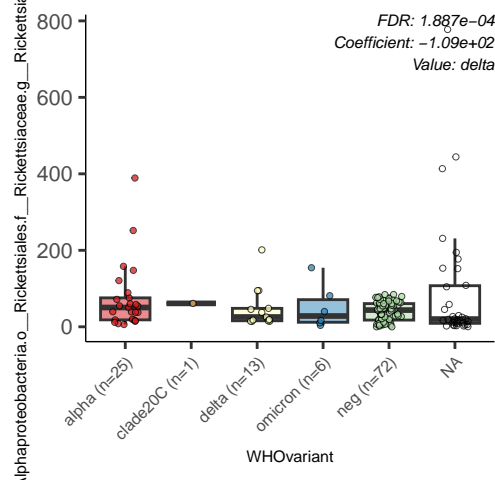 FDR: 1.887e−04
Coefficient: −1.09e+02
Value: delta
Alphaproteobacteria.o__Rickettsiales.f__Rickettsiaceae.g__Rickettsia
800
600
400
200
0
alpha (n=25)
clade20C (n=1)
delta (n=13)
omicron (n=6)
neg (n=72)
NA
WHOvariant